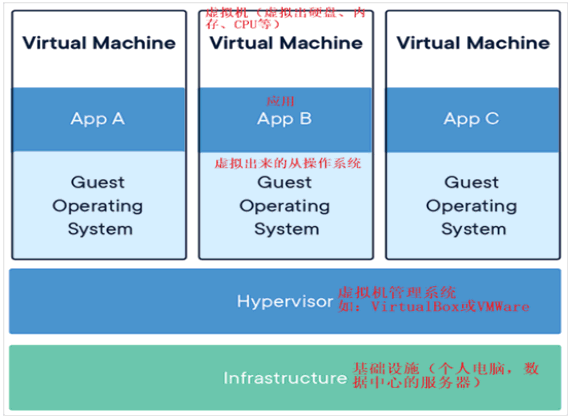 虚拟机（虚拟出硬盘、内
存、CPU等）
Virtual Machine
Virtual Machine
Virtual Machine
应用
App A
App B
App C
虚拟出来的从操作系统
Guest
Operating
System
Guest
Operating
System
Guest
Operating
System
Hypervisor
虚拟机管理系统
如：VirtualBox或VMWare
Infrastructure
基础设施（个人电脑，数
据中心的服务器）